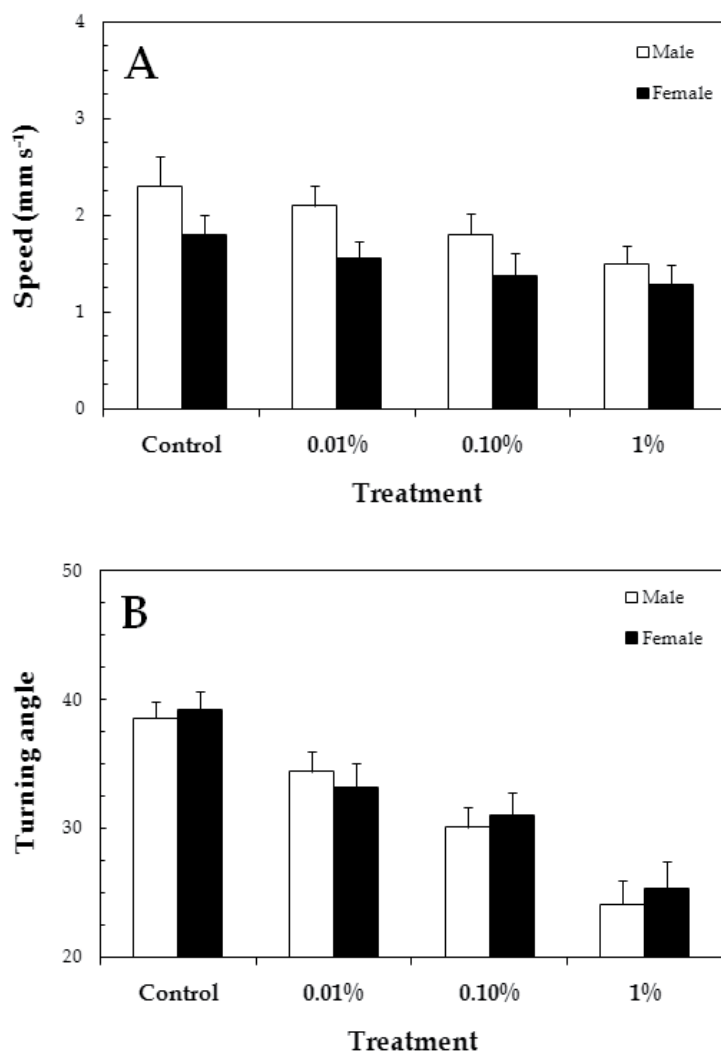 A
Male
Female
4
3
2
1
0
Speed (mm s⁻¹)
Control 0.01% 0.10% 1%
Treatment
B
Male
Female
50
40
30
20
Turning angle
Control 0.01% 0.10% 1%
Treatment